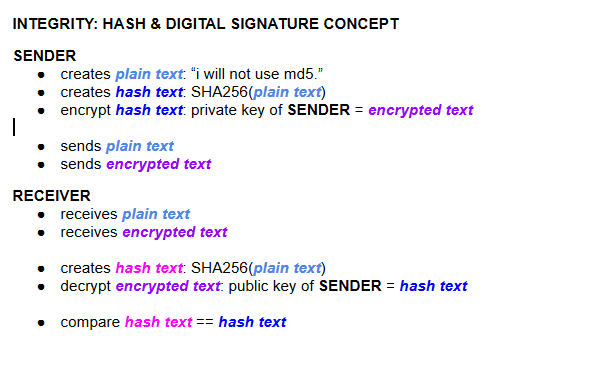 INTEGRITY: HASH & DIGITAL SIGNATURE CONCEPT
SENDER
● creates plain text: “i will not use md5.”
● creates hash text: SHA256(plain text)
● encrypt hash text: private key of SENDER = encrypted text
● sends plain text
● sends encrypted text
RECEIVER
● receives plain text
● receives encrypted text
● creates hash text: SHA256(plain text)
● decrypt encrypted text: public key of SENDER = hash text
● compare hash text == hash text